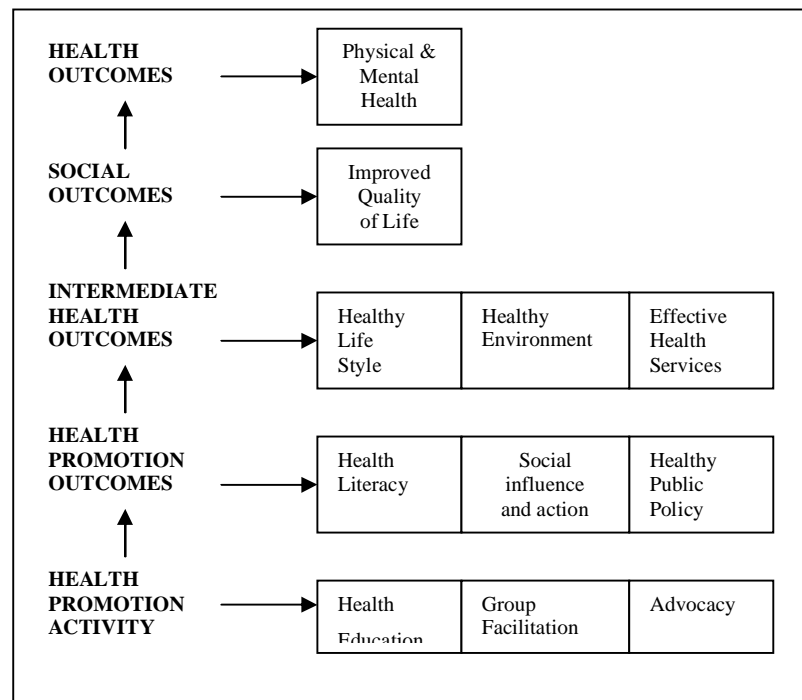 HEALTH
OUTCOMES
Physical &
Mental
Health
SOCIAL
OUTCOMES
Improved
Quality
of Life
INTERMEDIATE
HEALTH
OUTCOMES
Healthy
Life
Style
Healthy
Environment
Effective
Health
Services
HEALTH
PROMOTION
OUTCOMES
Health
Literacy
Social
influence
and action
Healthy
Public
Policy
HEALTH
PROMOTION
ACTIVITY
Health
Education
Group
Facilitation
Advocacy